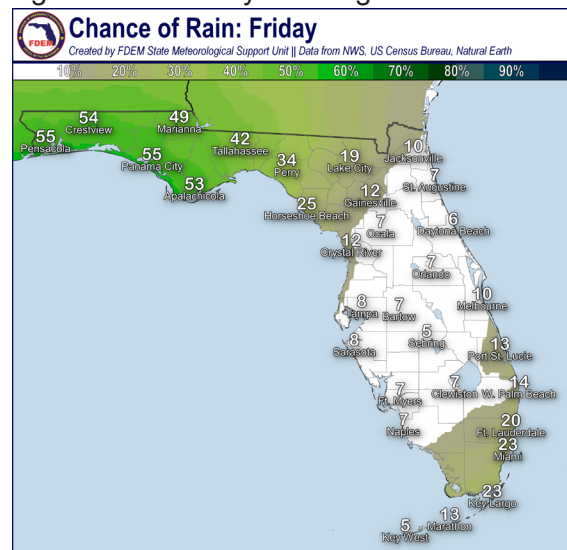 Chance of Rain: Friday
Created by FDEM State Meteorological Support Unit || Data from NWS, US Census Bureau, Natural Earth
FDEM
10% 20% 30% 40% 50% 60% 70% 80% 90%
54
Crestview
49
Marianna
55
Pensacola
55
Panama City
42
Tallahassee
53
Apalachicola
34
Perry
19
Lake City
10
Jacksonville
7
St. Augustine
12
Gainesville
25
Horseshoe Beach
7
Ocala
6
Daytona Beach
12
Crystal River
7
Orlando
10
Melbourne
8
Tampa
7
Bartow
5
Sebring
13
Port St. Lucie
8
Sarasota
7
Ft. Myers
7
Clewiston
14
W. Palm Beach
7
Naples
20
Ft. Lauderdale
23
Miami
23
Key Largo
13
Marathon
5
Key West